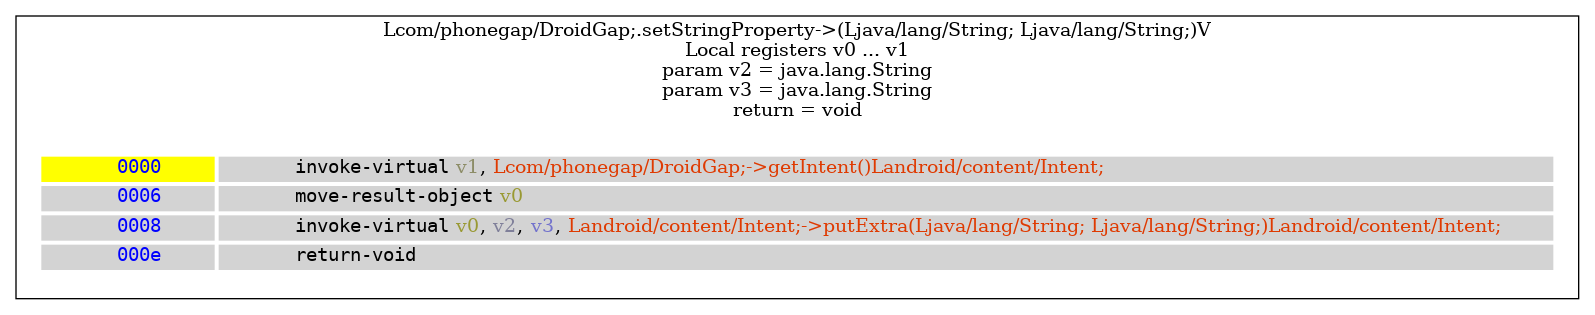 Lcom/phonegap/DroidGap;.setStringProperty->(Ljava/lang/String; Ljava/lang/String;)V
Local registers v0 ... v1
param v2 = java.lang.String
param v3 = java.lang.String
return = void
0000 invoke-virtual v1, Lcom/phonegap/DroidGap;->getIntent()Landroid/content/Intent;
0006 move-result-object v0
0008 invoke-virtual v0, v2, v3, Landroid/content/Intent;->putExtra(Ljava/lang/String; Ljava/lang/String;)Landroid/content/Intent;
000e return-void